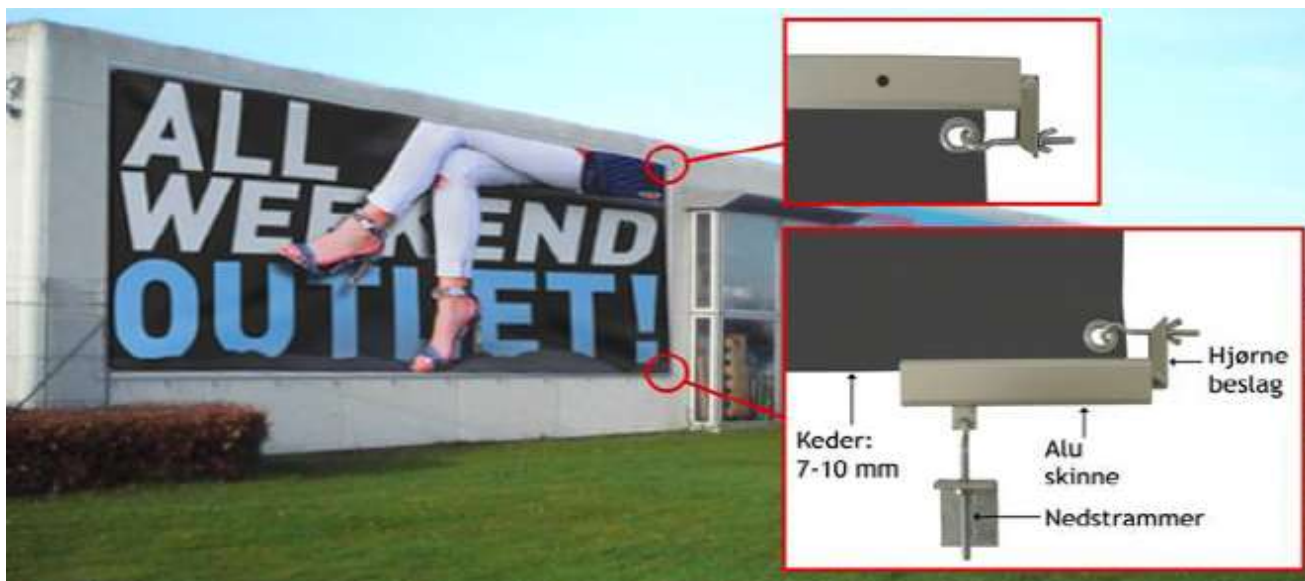 ALL
WEEKEND
OUTLET!
Hjørne
beslag
Keder:
7-10 mm
Alu
skinne
Nedstrammer